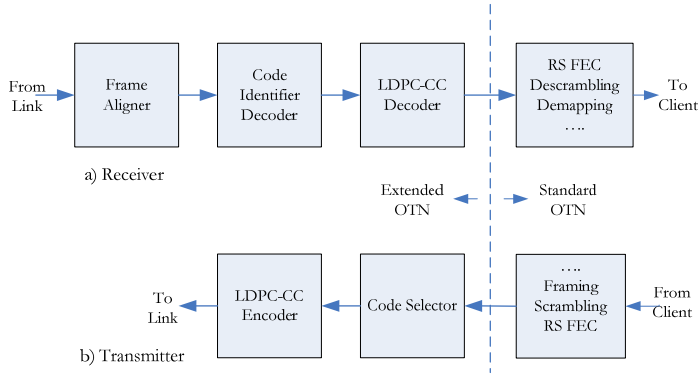 From
Link
Frame
Aligner
Code
Identifier
Decoder
LDPC-CC
Decoder
RS FEC
Descrambling
Demapping
....
To
Client
a) Receiver
Extended
OTN
Standard
OTN
To
Link
LDPC-CC
Encoder
Code Selector
....
Framing
Scrambling
RS FEC
From
Client
b) Transmitter